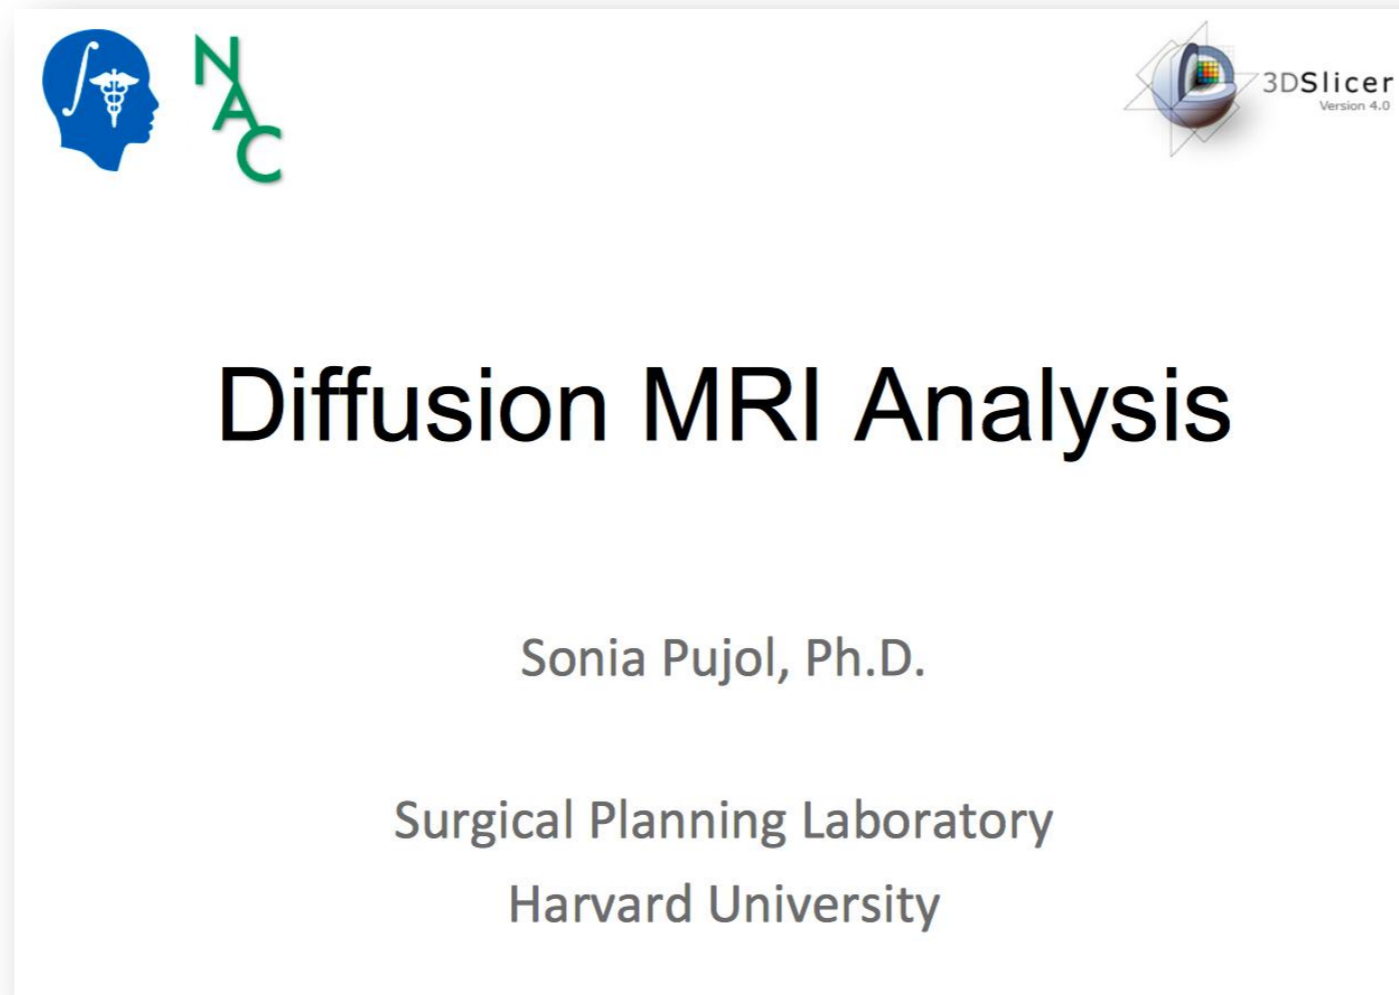 NAC
3DSlicer
Version 4.0
Diffusion MRI Analysis
Sonia Pujol, Ph.D.
Surgical Planning Laboratory
Harvard University